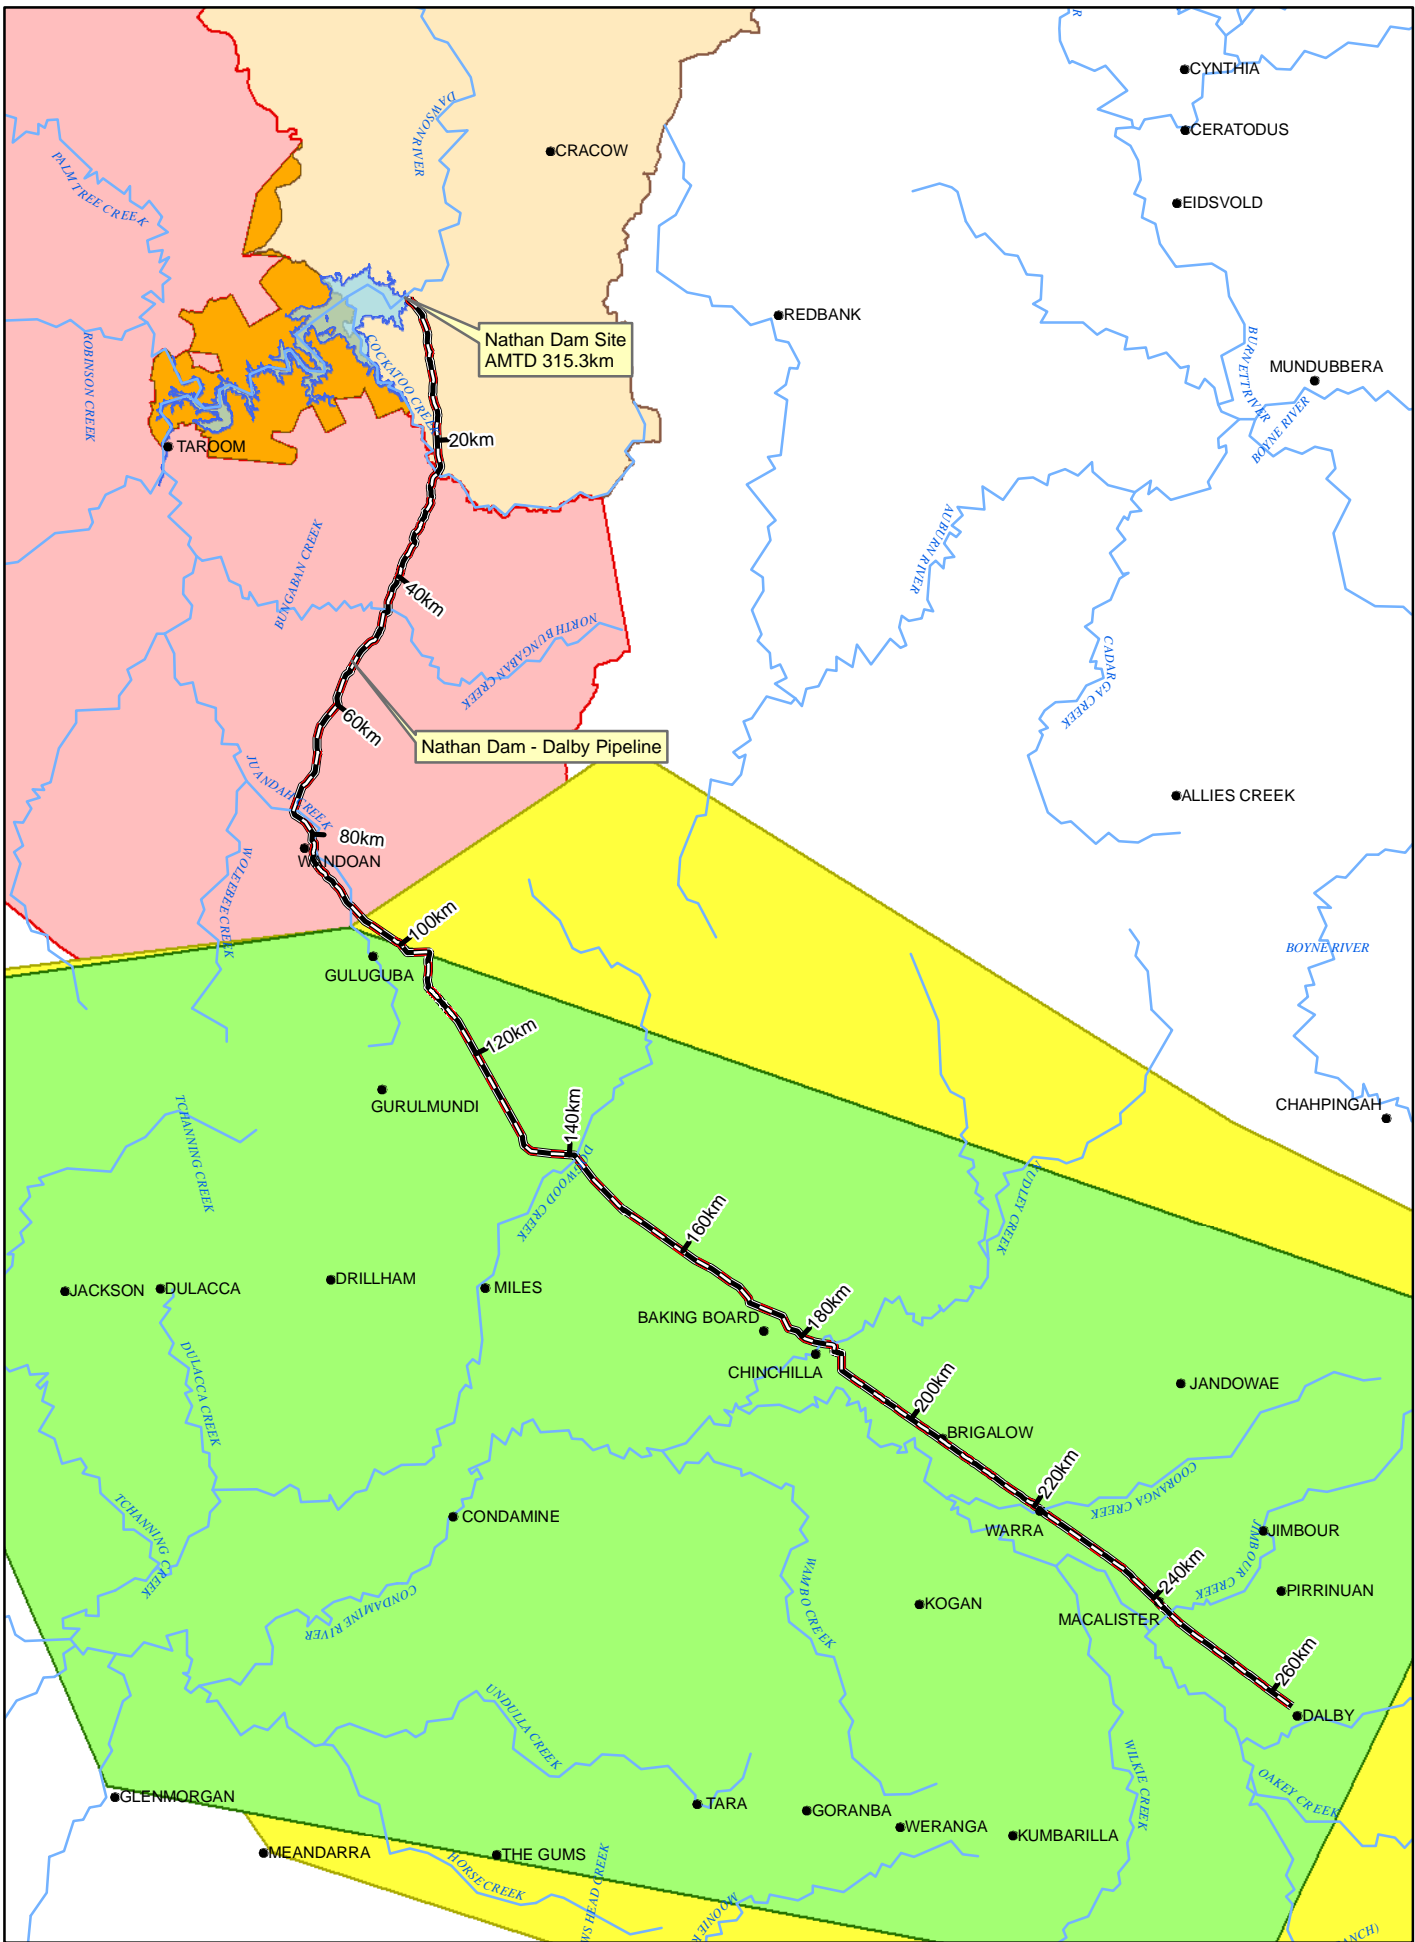 CYNTHIA
DAWSON RIVER
CERATODUS
CRACOW
PALM TREE CREEK
EIDSVOLD
REDBANK
Nathan Dam Site
AMTD 315.3km
ROBINSON CREEK
COCKATOO CREEK
BURNETT RIVER
MUNDUBBERA
BOYNE RIVER
20km
TAROOM
AUBURN RIVER
BUNGABAN CREEK
40km
NORTH BUNGABAN CREEK
CADARGA CREEK
60km
Nathan Dam - Dalby Pipeline
JUANDAH CREEK
ALLIES CREEK
80km
WANDOAN
WOLEEBEE CREEK
100km
BOYNE RIVER
GULUGUBA
120km
GURULMUNDI
CHAHPINGAH
TCHANNING CREEK
140km
DOGWOOD CREEK
160km
JACKSON
DULACCA
DRILLHAM
MILES
BAKING BOARD
180km
CHINCHILLA
DULACCA CREEK
JANDOWAE
200km
BRIGALOW
220km
COORANGA CREEK
TCHANNING CREEK
CONDAMINE
WARRA
JIMBOUR
JIMBOUR CREEK
240km
WAMBO CREEK
CONDAMINE RIVER
KOGAN
PIRRINUAN
MACALISTER
260km
UNDULLA CREEK
DALBY
WILKIE CREEK
OAKEY CREEK
GLENMORGAN
TARA
GORANBA
WERANGA
KUMBARILLA
MEANDARRA
THE GUMS
HORSE CREEK
HEAD CREEK
MOONIE